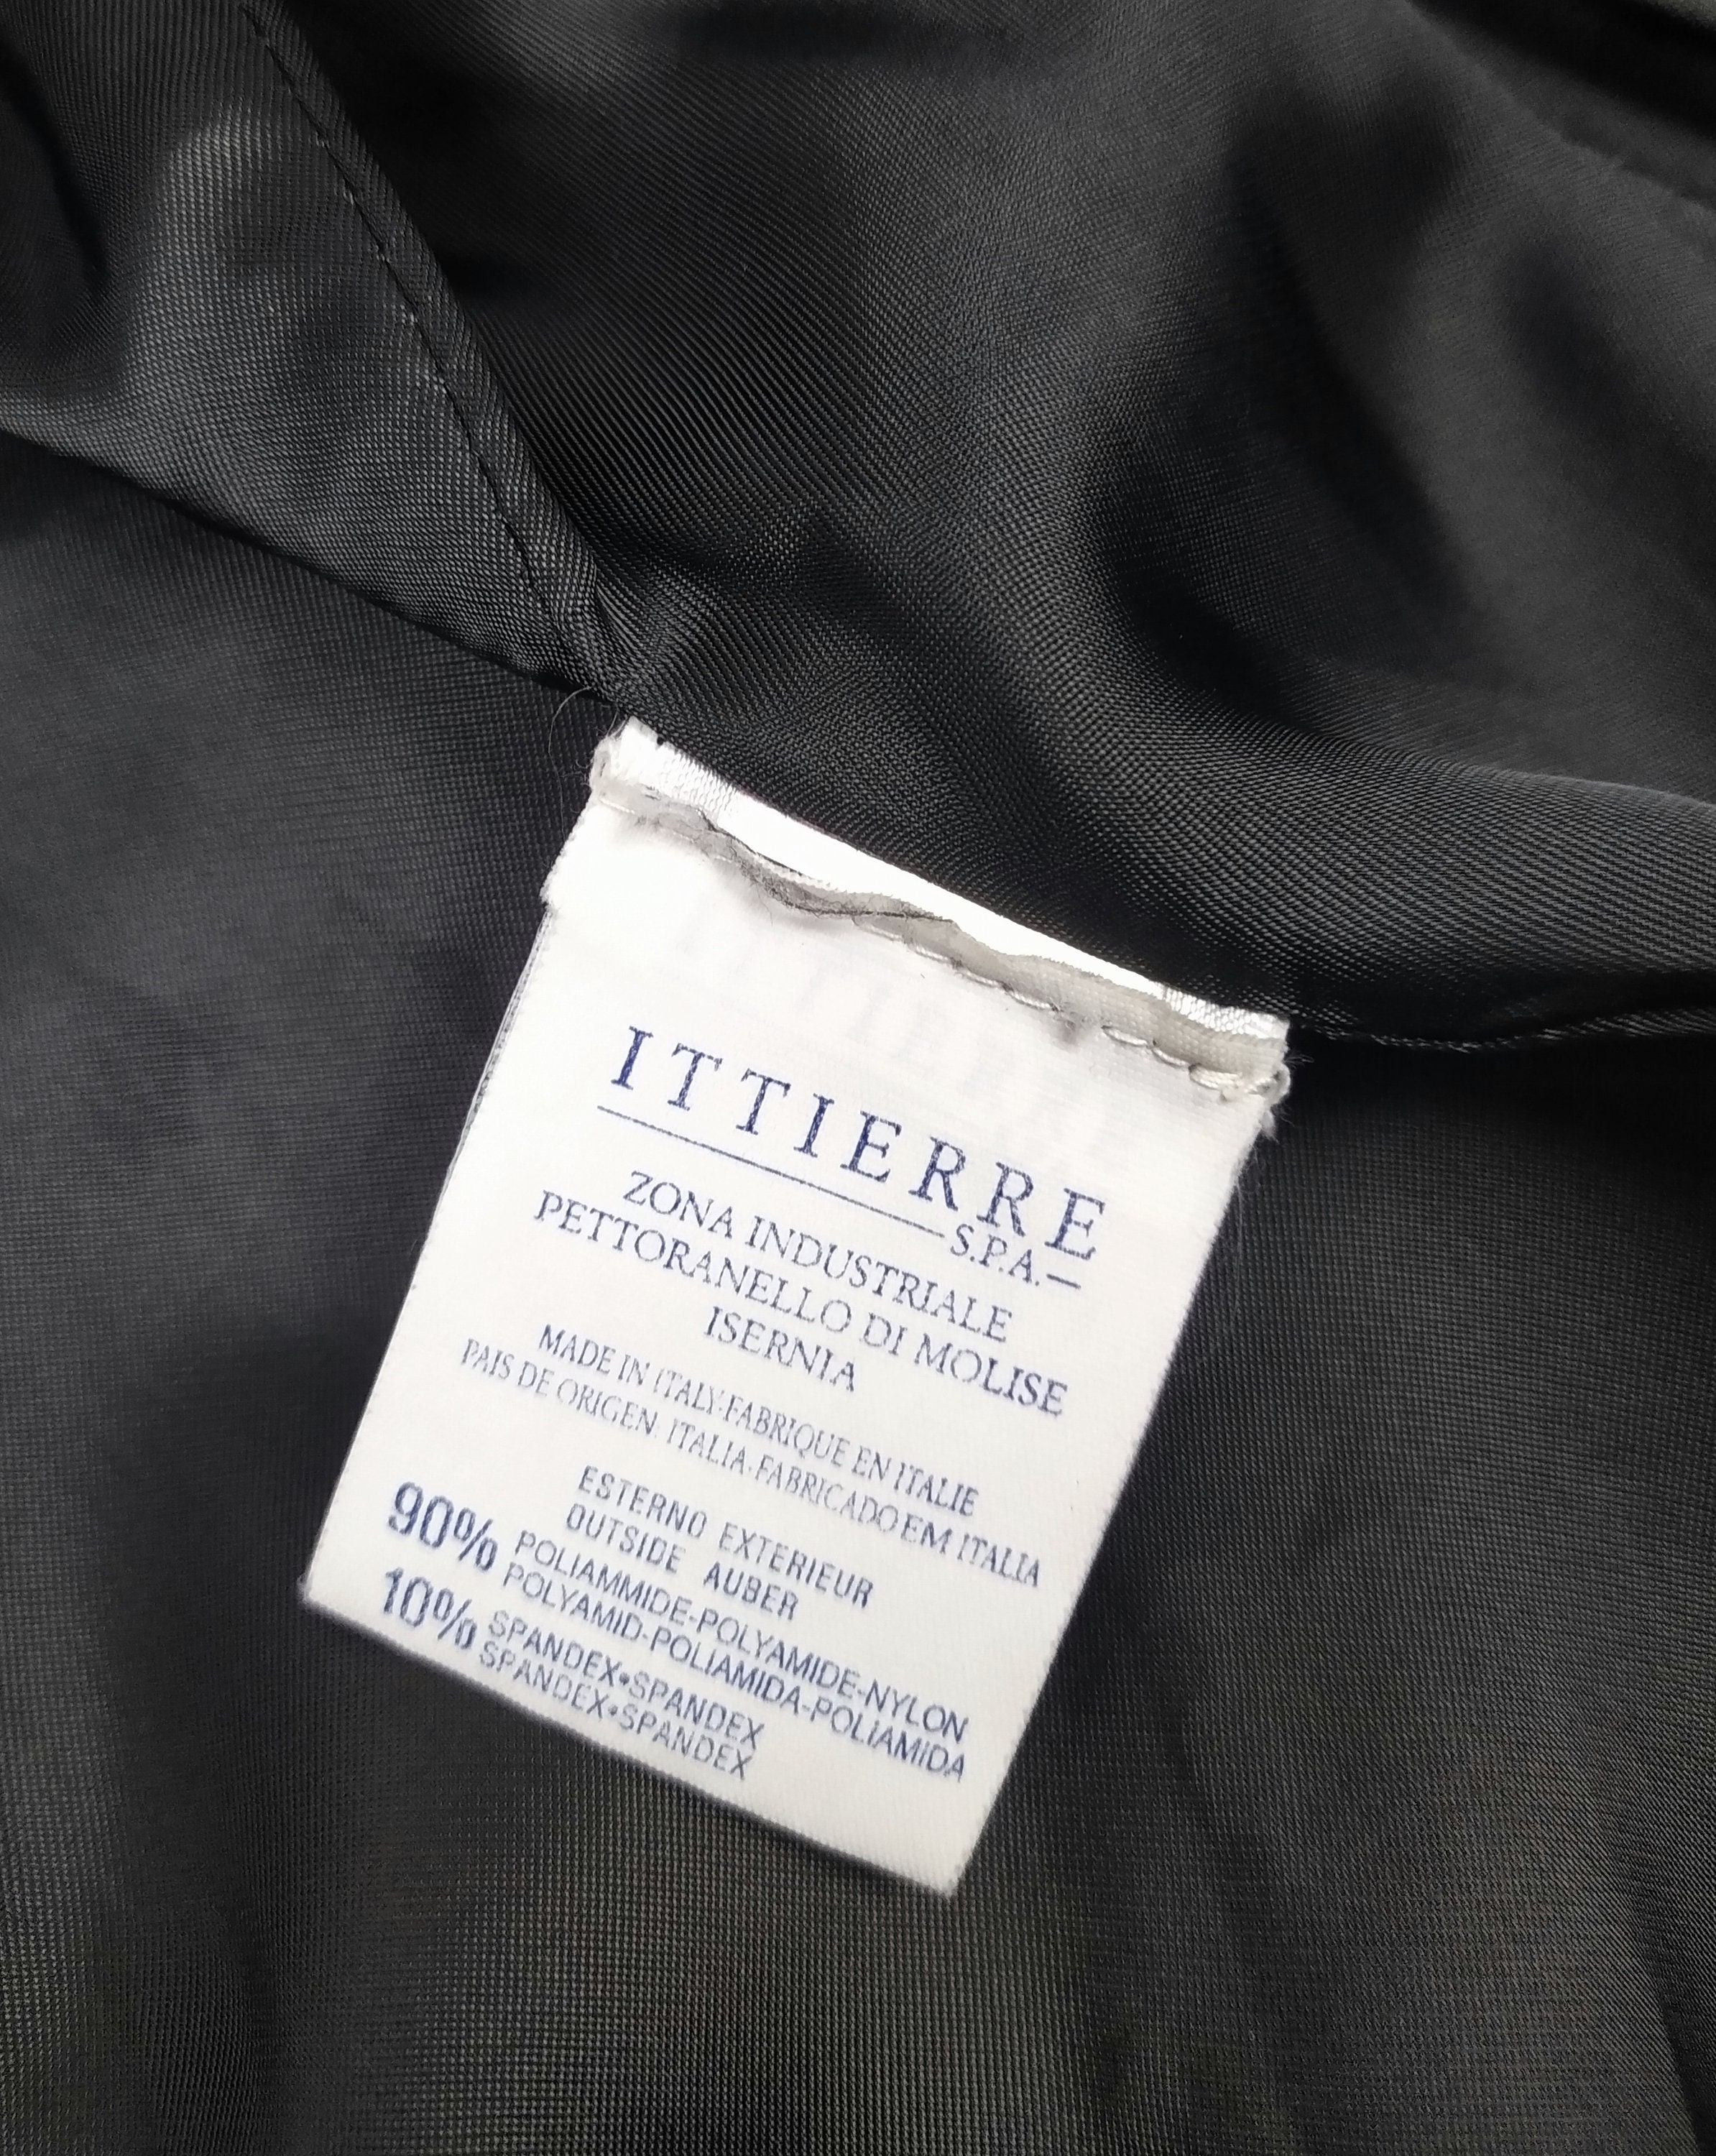 ITTIERRE
S.P.A.
ZONA INDUSTRIALE
PETTORANELLO DI MOLISE
ISERNIA
MADE IN ITALY-FABRIQUE EN ITALIE
PAIS DE ORIGEN: ITALIA-FABRICADO EM ITALIA
ESTERNO EXTERIEUR
OUTSIDE AUBER
90% POLIAMMIDE-POLYAMIDE-NYLON
POLYAMID-POLIAMIDA-POLIAMIDA
10% SPANDEX•SPANDEX
SPANDEX•SPANDEX